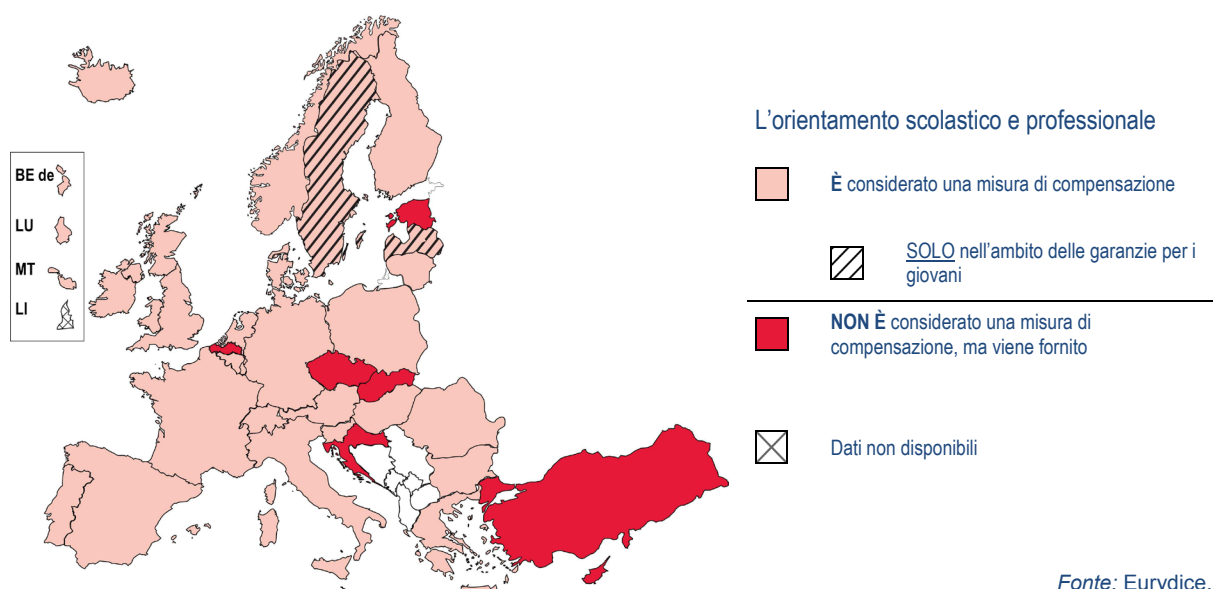 BE de
LU
MT
LI
L'orientamento scolastico e professionale
È considerato una misura di compensazione
SOLO nell'ambito delle garanzie per i
giovani
NON È considerato una misura di
compensazione, ma viene fornito
Dati non disponibili
Fonte: Eurydice.